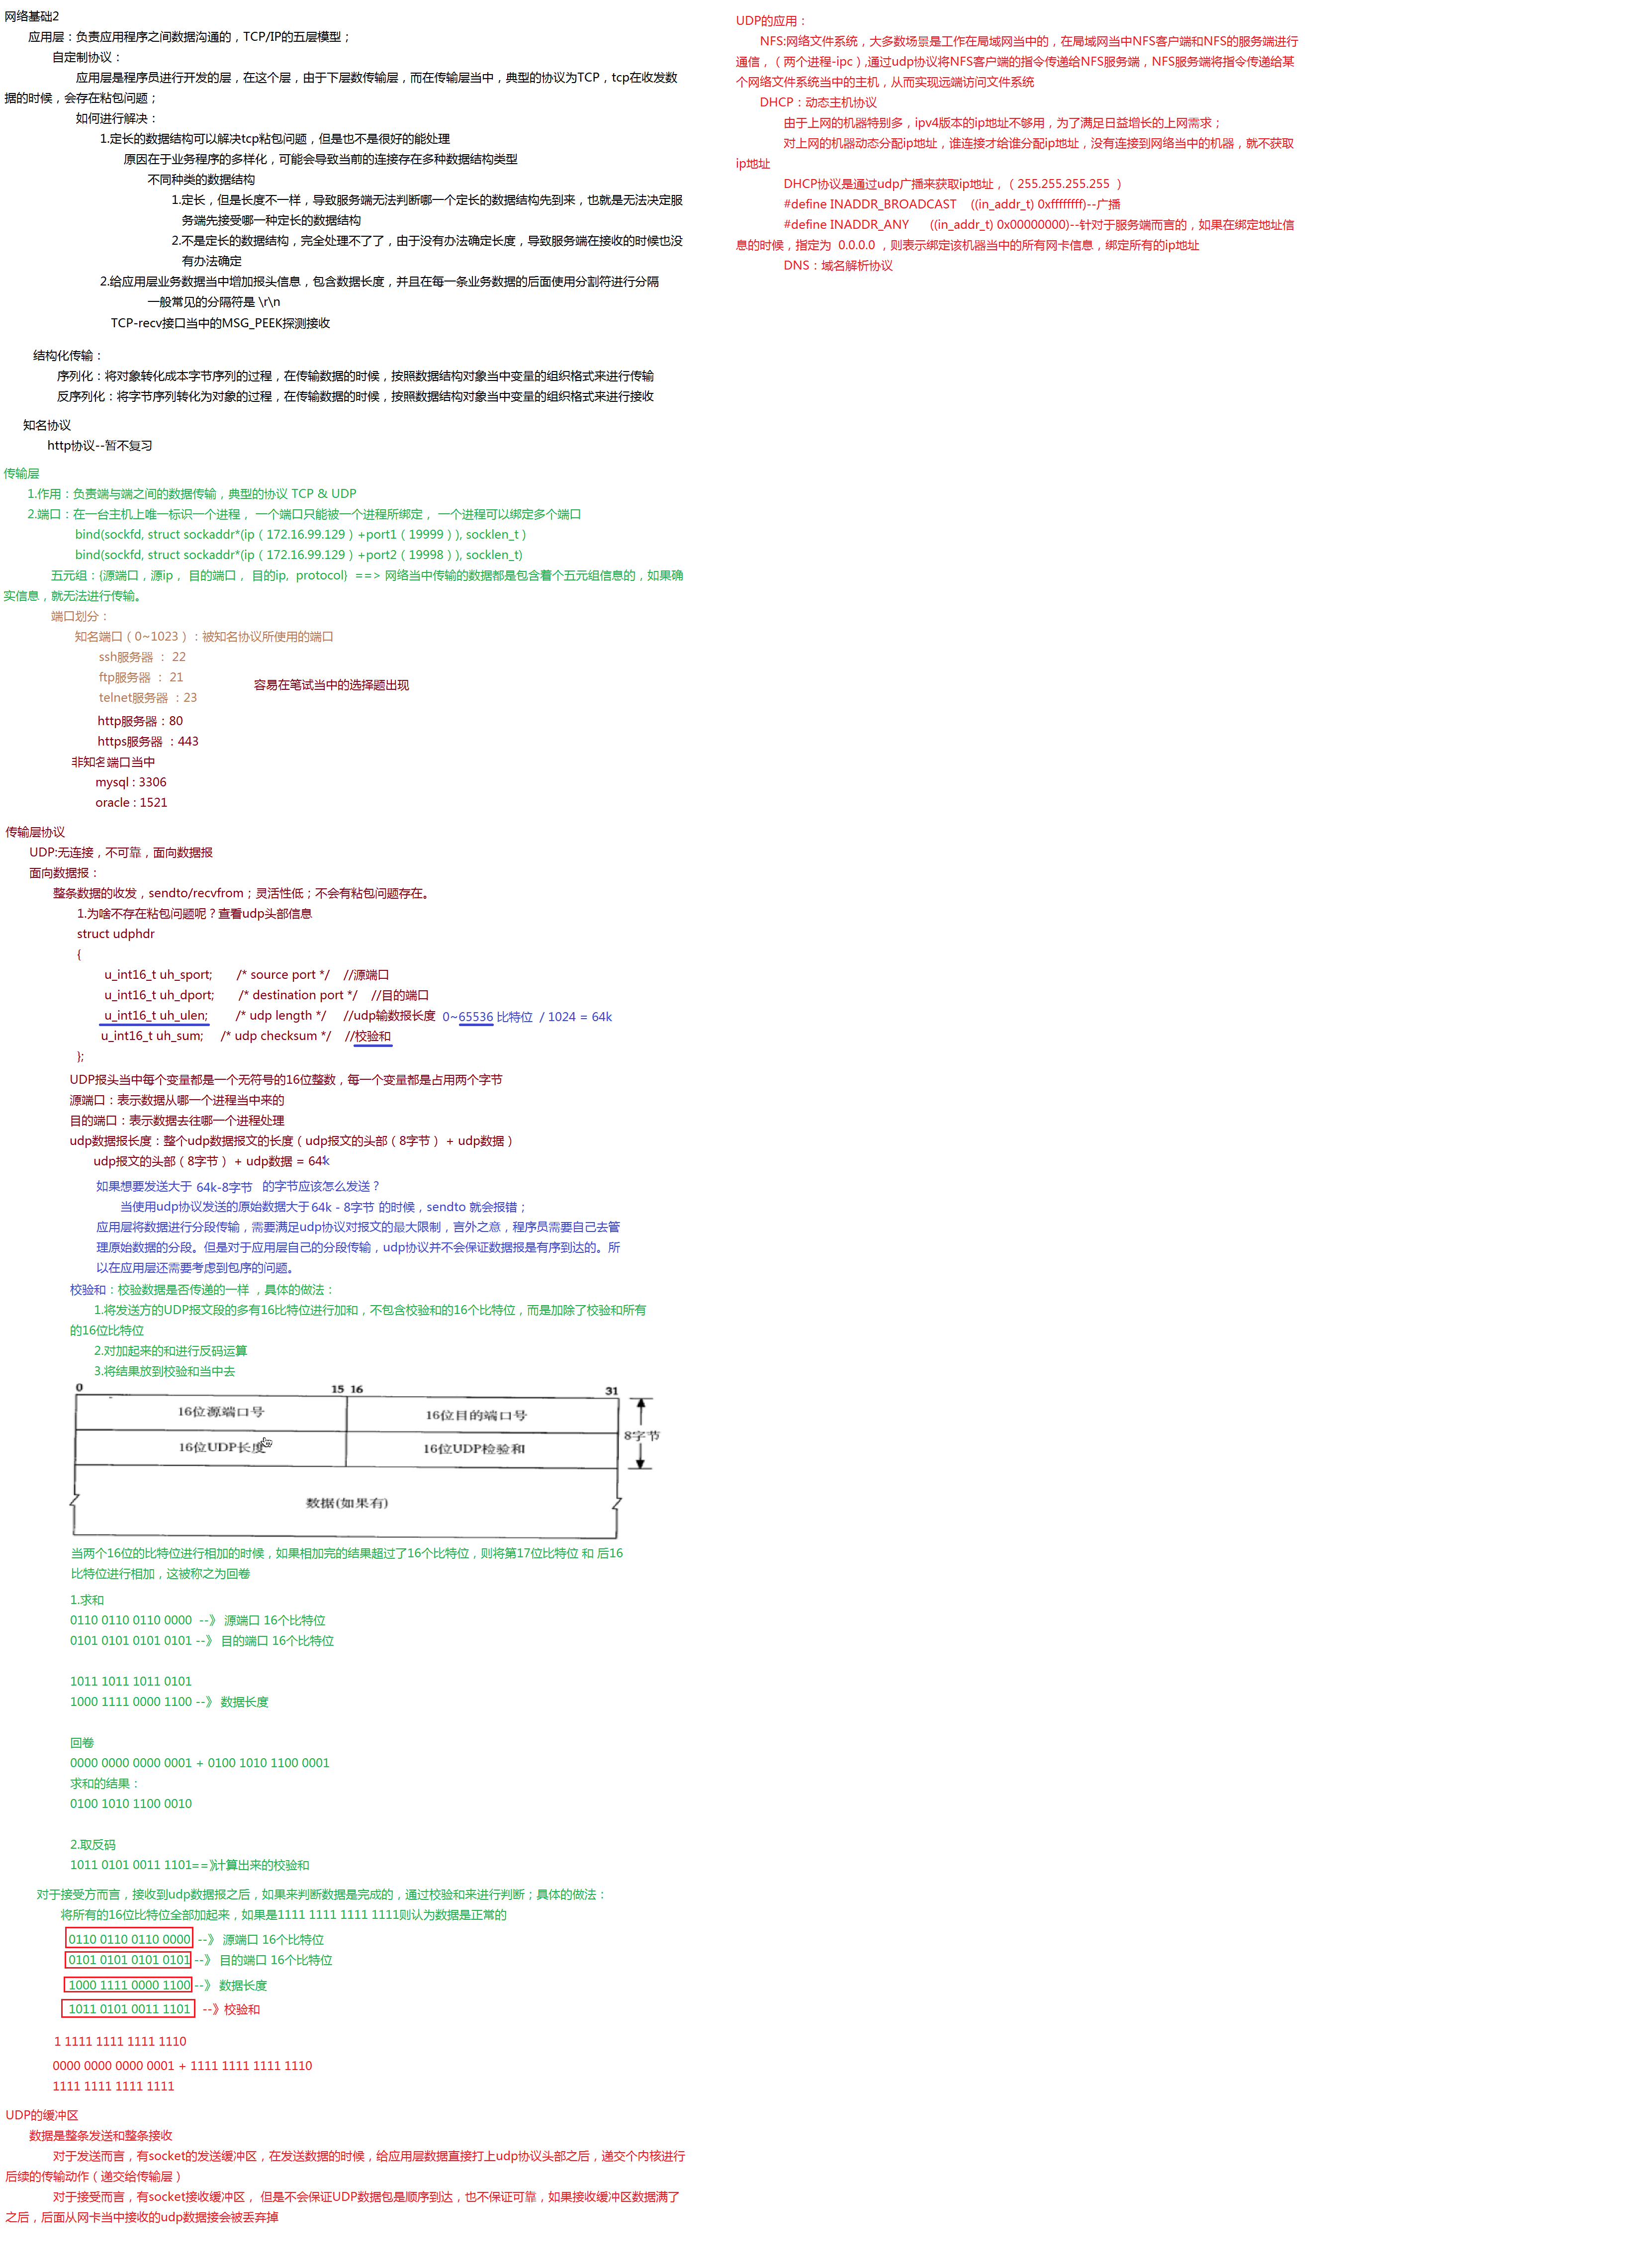 网络基础2
应用层：负责应用程序之间数据沟通的，TCP/IP的五层模型；
自定制协议：
应用层是程序员进行开发的层，在这个层，由于下层数传输层，而在传输层当中，典型的协议为TCP，tcp在收发数
据的时候，会存在粘包问题；
如何进行解决：
1.定长的数据结构可以解决tcp粘包问题，但是也不是很好的能处理
原因在于业务程序的多样化，可能会导致当前的连接存在多种数据结构类型
不同种类的数据结构
1.定长，但是长度不一样，导致服务端无法判断哪一个定长的数据结构先到来，也就是无法决定服
务端先接受哪一种定长的数据结构
2.不是定长的数据结构，完全处理不了了，由于没有办法确定长度，导致服务端在接收的时候也没
有办法确定
2.给应用层业务数据当中增加报头信息，包含数据长度，并且在每一条业务数据的后面使用分割符进行分隔
一般常见的分隔符是 \r\n
TCP-recv接口当中的MSG_PEEK探测接收
结构化传输：
序列化：将对象转化成本字节序列的过程，在传输数据的时候，按照数据结构对象当中变量的组织格式来进行传输
反序列化：将字节序列转化为对象的过程，在传输数据的时候，按照数据结构对象当中变量的组织格式来进行接收
知名协议
http协议--暂不复习
传输层
1.作用：负责端与端之间的数据传输，典型的协议 TCP & UDP
2.端口：在一台主机上唯一标识一个进程， 一个端口只能被一个进程所绑定， 一个进程可以绑定多个端口
bind(sockfd, struct sockaddr*(ip（172.16.99.129）+port1（19999）), socklen_t )
bind(sockfd, struct sockaddr*(ip（172.16.99.129）+port2（19998）), socklen_t)
五元组：{源端口，源ip， 目的端口， 目的ip, protocol} ==> 网络当中传输的数据都是包含着个五元组信息的，如果确
实信息，就无法进行传输。
端口划分：
知名端口（0~1023）：被知名协议所使用的端口
ssh服务器 ： 22
ftp服务器 ： 21
telnet服务器 ：23
容易在笔试当中的选择题出现
http服务器：80
https服务器 ：443
非知名端口当中
mysql : 3306
oracle : 1521
传输层协议
UDP:无连接，不可靠，面向数据报
面向数据报：
整条数据的收发，sendto/recvfrom；灵活性低；不会有粘包问题存在。
1.为啥不存在粘包问题呢？查看udp头部信息
struct udphdr
{
u_int16_t uh_sport; /* source port */ //源端口
u_int16_t uh_dport; /* destination port */ //目的端口
u_int16_t uh_ulen; /* udp length */ //udp输数报长度 0~65536 比特位 / 1024 = 64k
u_int16_t uh_sum; /* udp checksum */ //校验和
};
UDP报头当中每个变量都是一个无符号的16位整数，每一个变量都是占用两个字节
源端口：表示数据从哪一个进程当中来的
目的端口：表示数据去往哪一个进程处理
udp数据报长度：整个udp数据报文的长度（udp报文的头部（8字节） + udp数据）
udp报文的头部（8字节） + udp数据 = 64k
如果想要发送大于 64k-8字节 的字节应该怎么发送？
当使用udp协议发送的原始数据大于64k - 8字节 的时候，sendto 就会报错；
应用层将数据进行分段传输，需要满足udp协议对报文的最大限制，言外之意，程序员需要自己去管
理原始数据的分段。但是对于应用层自己的分段传输，udp协议并不会保证数据报是有序到达的。所
以在应用层还需要考虑到包序的问题。
校验和：校验数据是否传递的一样 ，具体的做法：
1.将发送方的UDP报文段的多有16比特位进行加和，不包含校验和的16个比特位，而是加除了校验和所有
的16位比特位
2.对加起来的和进行反码运算
3.将结果放到校验和当中去
0 15 16 31
16位源端口号 16位目的端口号
8字节
16位UDP长度 16位UDP检验和
数据(如果有)
当两个16位的比特位进行相加的时候，如果相加完的结果超过了16个比特位，则将第17位比特位 和 后16
比特位进行相加，这被称之为回卷
1.求和
0110 0110 0110 0000 --》 源端口 16个比特位
0101 0101 0101 0101 --》 目的端口 16个比特位
1011 1011 1011 0101
1000 1111 0000 1100 --》 数据长度
回卷
0000 0000 0000 0001 + 0100 1010 1100 0001
求和的结果：
0100 1010 1100 0010
2.取反码
1011 0101 0011 1101==》计算出来的校验和
对于接受方而言，接收到udp数据报之后，如果来判断数据是完成的，通过校验和来进行判断；具体的做法：
将所有的16位比特位全部加起来，如果是1111 1111 1111 1111则认为数据是正常的
0110 0110 0110 0000 --》 源端口 16个比特位
0101 0101 0101 0101 --》 目的端口 16个比特位
1000 1111 0000 1100 --》 数据长度
1011 0101 0011 1101 --》校验和
1 1111 1111 1111 1110
0000 0000 0000 0001 + 1111 1111 1111 1110
1111 1111 1111 1111
UDP的缓冲区
数据是整条发送和整条接收
对于发送而言，有socket的发送缓冲区，在发送数据的时候，给应用层数据直接打上udp协议头部之后，递交个内核进行
后续的传输动作（递交给传输层）
对于接受而言，有socket接收缓冲区， 但是不会保证UDP数据包是顺序到达，也不保证可靠，如果接收缓冲区数据满了
之后，后面从网卡当中接收的udp数据接会被丢弃掉
UDP的应用：
NFS:网络文件系统，大多数场景是工作在局域网当中的，在局域网当中NFS客户端和NFS的服务端进行
通信，（ 两个进程-ipc ）,通过udp协议将NFS客户端的指令传递给NFS服务端，NFS服务端将指令传递给某
个网络文件系统当中的主机，从而实现远端访问文件系统
DHCP：动态主机协议
由于上网的机器特别多，ipv4版本的ip地址不够用，为了满足日益增长的上网需求；
对上网的机器动态分配ip地址，谁连接才给谁分配ip地址，没有连接到网络当中的机器，就不获取
ip地址
DHCP协议是通过udp广播来获取ip地址，（ 255.255.255.255 ）
#define INADDR_BROADCAST ((in_addr_t) 0xffffffff)--广播
#define INADDR_ANY ((in_addr_t) 0x00000000)--针对于服务端而言的，如果在绑定地址信
息的时候，指定为 0.0.0.0 ，则表示绑定该机器当中的所有网卡信息，绑定所有的ip地址
DNS：域名解析协议